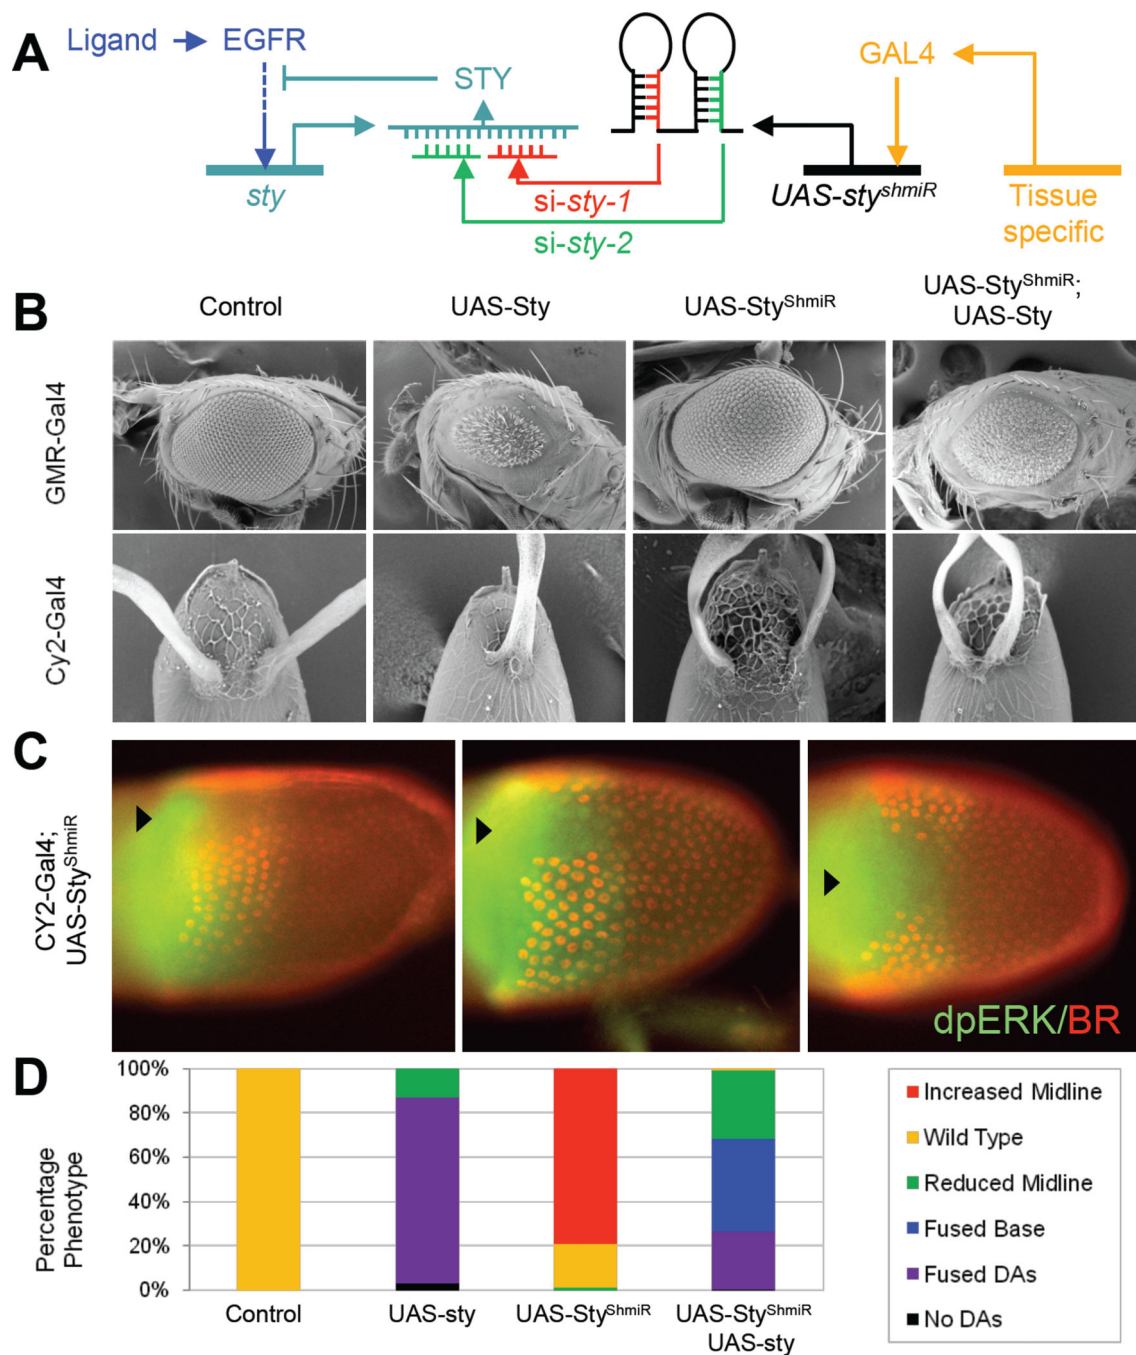 A
Ligand
EGFR
STY
GAL4
sty
si-sty-1
si-sty-2
UAS-sty^shmiR
Tissue
specific
B
Control
UAS-Sty
UAS-Sty^ShmiR
UAS-Sty^ShmiR;
UAS-Sty
GMR-Gal4
Cy2-Gal4
C
CY2-Gal4;
UAS-Sty^ShmiR
dpERK/BR
D
Percentage
Phenotype
100%
80%
60%
40%
20%
0%
Control
UAS-sty
UAS-Sty^ShmiR
UAS-Sty^ShmiR
UAS-sty
Increased Midline
Wild Type
Reduced Midline
Fused Base
Fused DAs
No DAs